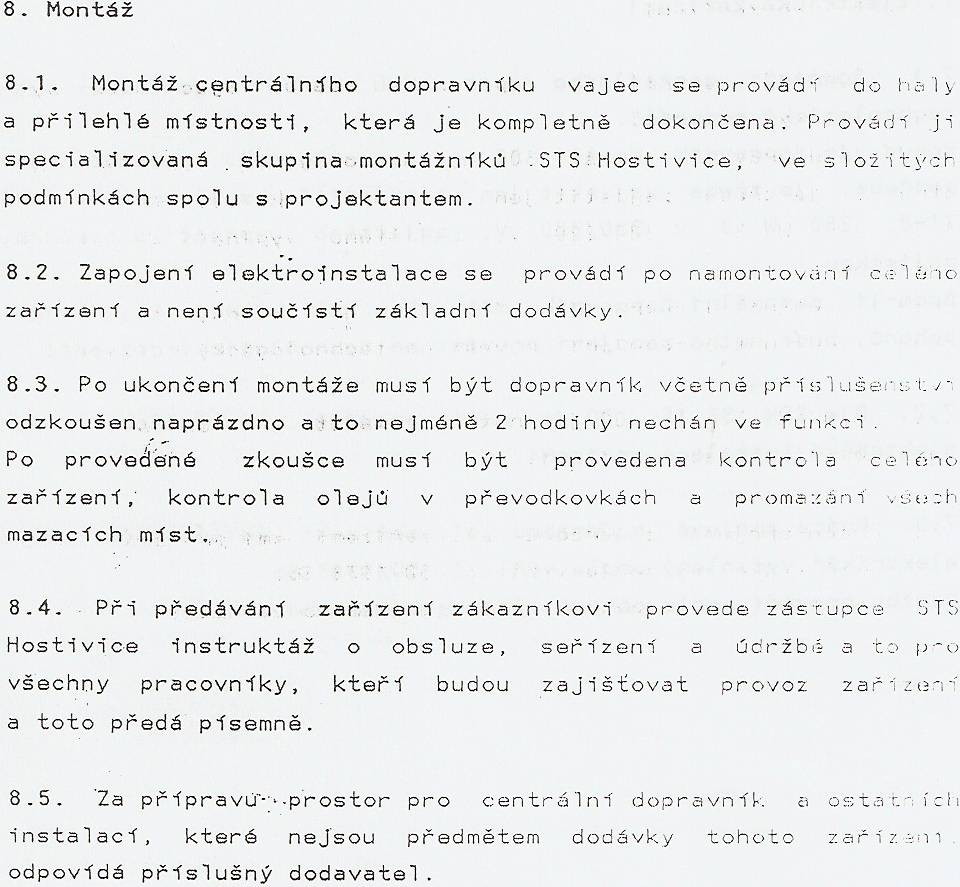 8. Montáž
8.1. Montáž centrálního dopravníku vajec se provádí do haly
a přilehlé místnosti, která je kompletně dokončena. Provádí ji
specializovaná skupina montážníků STS Hostivice, ve složitých
podmínkách spolu s projektantem.
8.2. Zapojení elektroinstalace se provádí po namontování celého
zařízení a není součístí základní dodávky.
8.3. Po ukončení montáže musí být dopravník včetně příslušenství
odzkoušen naprázdno a to nejméně 2 hodiny nechán ve funkci.
Po provedené zkoušce musí být provedena kontrola celého
zařízení, kontrola olejů v převodkovkách a promazání všech
mazacích míst.
8.4. Při předávání zařízení zákazníkovi provede zástupce STS
Hostivice instruktáž o obsluze, seřízení a údržbě a to pro
všechny pracovníky, kteří budou zajišťovat provoz zařízení
a toto předá písemně.
8.5. Za přípravu prostor pro centrální dopravník a ostatních
instalací, které nejsou předmětem dodávky tohoto zařízení.
odpovídá příslušný dodavatel.